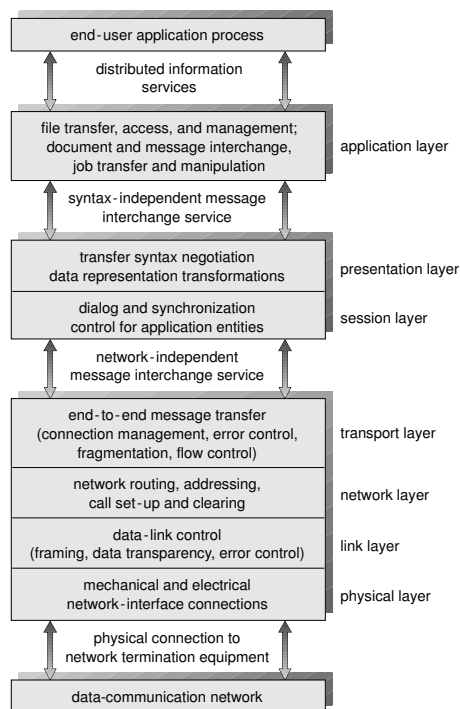 end-user application process
distributed information
services
file transfer, access, and management;
document and message interchange,
job transfer and manipulation
application layer
syntax-independent message
interchange service
transfer syntax negotiation
data representation transformations
presentation layer
dialog and synchronization
control for application entities
session layer
network-independent
message interchange service
end-to-end message transfer
(connection management, error control,
fragmentation, flow control)
transport layer
network routing, addressing,
call set-up and clearing
network layer
data-link control
(framing, data transparency, error control)
link layer
mechanical and electrical
network-interface connections
physical layer
physical connection to
network termination equipment
data-communication network